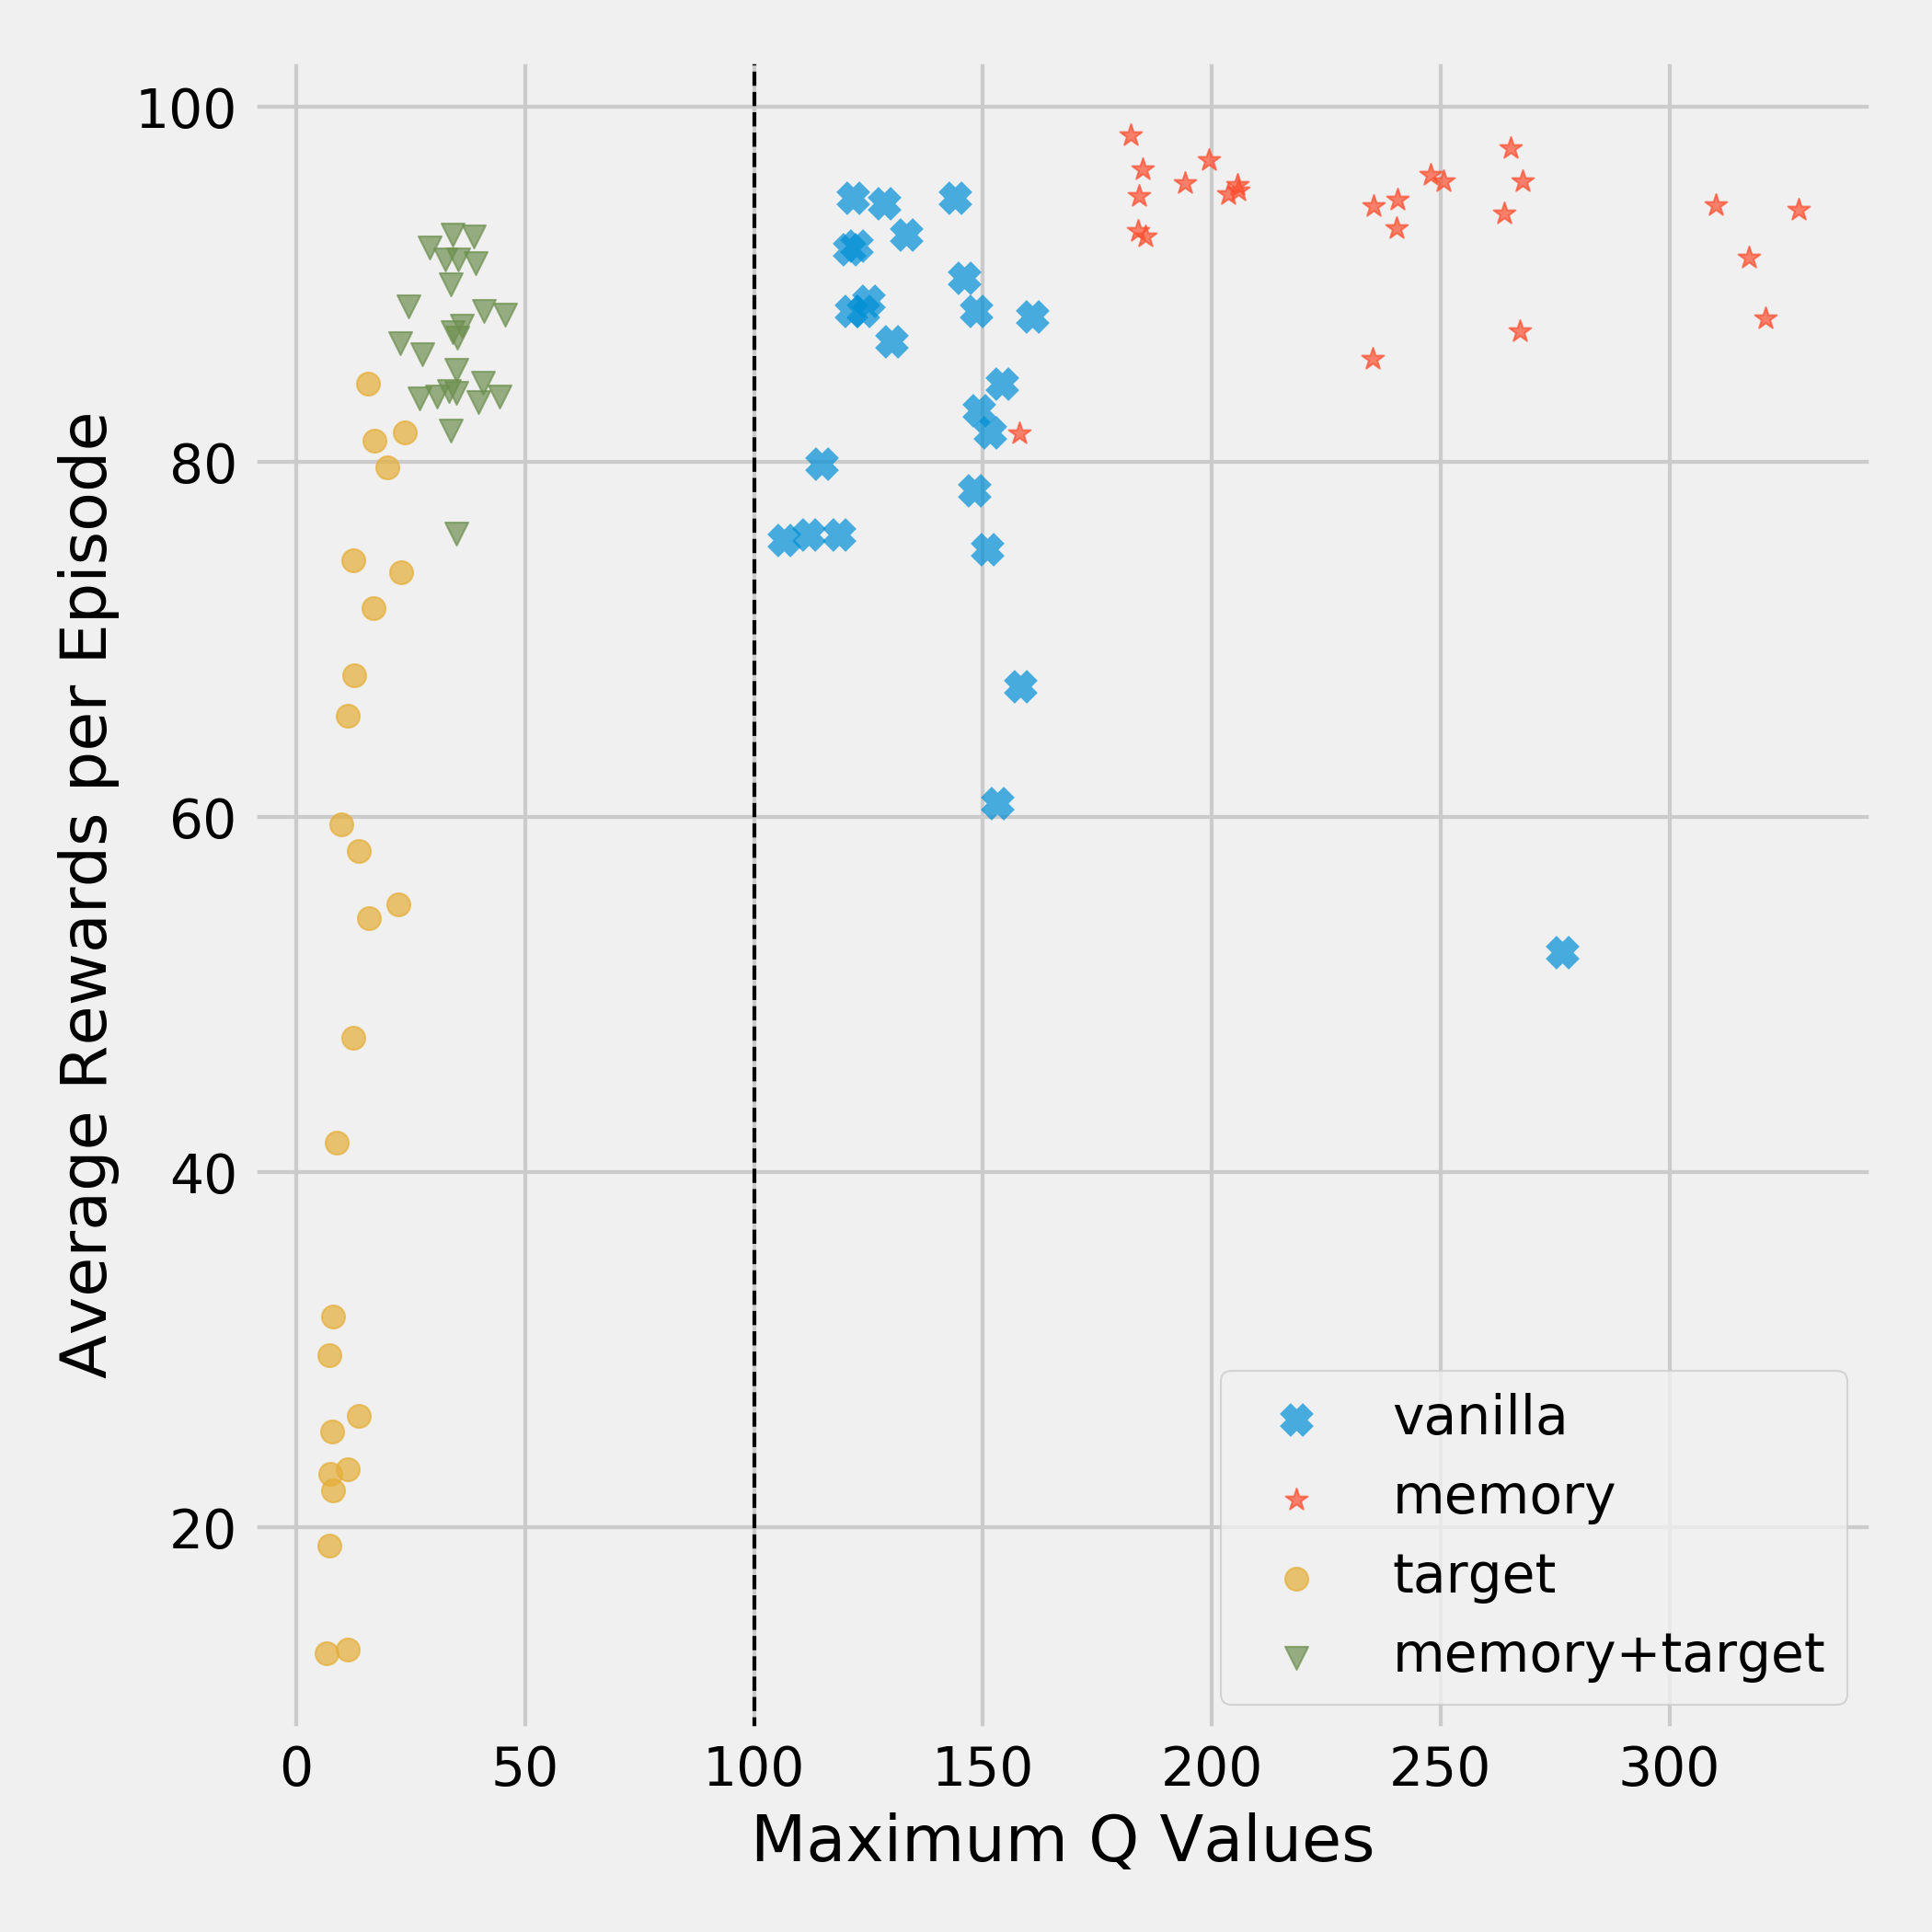 Average Rewards per Episode
100
80
60
40
20
0 50 100 150 200 250 300
Maximum Q Values
vanilla
memory
target
memory+target